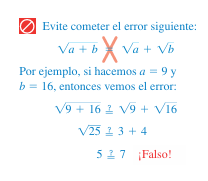 Evite cometer el error siguiente:
√(a + b) = √a + √b
Por ejemplo, si hacemos a = 9 y
b = 16, entonces vemos el error:
√(9 + 16) ≟ √9 + √16
√25 ≟ 3 + 4
5 ≟ 7 ¡Falso!